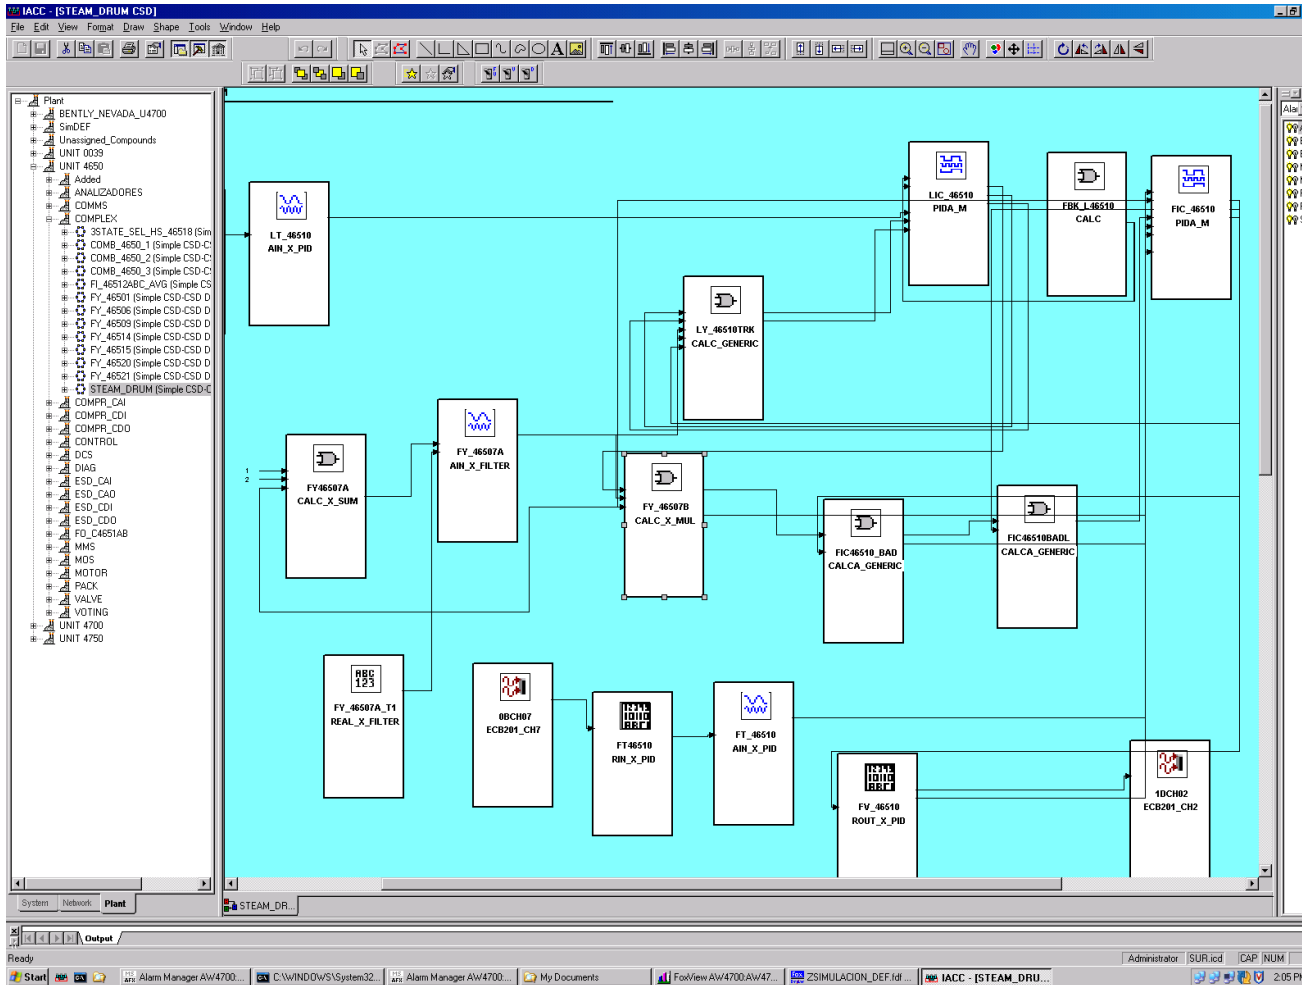 IACC - [STEAM_DRUM CSD]
File Edit View Format Draw Shape Tools Window Help
Plant
BENTLY_NEVADA_U4700
SimDEF
Unassigned_Compounds
UNIT 0039
UNIT 4650
Added
ANALIZADORES
COMMS
COMPLEX
3STATE_SEL_HS_46518 (Sim
COMB_4650_1 (Simple CSD-C
COMB_4650_2 (Simple CSD-C
COMB_4650_3 (Simple CSD-C
FI_46512ABC_AVG (Simple CS
FY_46501 (Simple CSD-CSD D
FY_46506 (Simple CSD-CSD D
FY_46509 (Simple CSD-CSD D
FY_46514 (Simple CSD-CSD D
FY_46515 (Simple CSD-CSD D
FY_46520 (Simple CSD-CSD D
FY_46521 (Simple CSD-CSD D
STEAM_DRUM (Simple CSD-C
COMPR_CAI
COMPR_CDI
COMPR_CDO
CONTROL
DCS
DIAG
ESD_CAI
ESD_CAO
ESD_CDI
ESD_CDO
FO_C4651AB
MMS
MOS
MOTOR
PACK
VALVE
VOTING
UNIT 4700
UNIT 4750
System Network Plant
1
LT_46510
AIN_X_PID
LIC_46510
PIDA_M
FBK_L46510
CALC
FIC_46510
PIDA_M
LY_46510TRK
CALC_GENERIC
FY_46507A
AIN_X_FILTER
1
2
FY46507A
CALC_X_SUM
FY_46507B
CALC_X_MUL
FIC46510_BAD
CALCA_GENERIC
FIC46510BADL
CALCA_GENERIC
ABC
123
FY_46507A_T1
REAL_X_FILTER
0BCH07
ECB201_CH7
FT46510
RIN_X_PID
FT_46510
AIN_X_PID
FV_46510
ROUT_X_PID
1DCH02
ECB201_CH2
STEAM_DR...
Alar
Output
Ready
Administrator SUR.icd CAP NUM
Start Alarm Manager AW4700:... C:\WINDOWS\System32... Alarm Manager AW4700:... My Documents FoxView AW4700:AW47... ZSIMULACION_DEF.fdf ... IACC - [STEAM_DRU... 2:05 PM